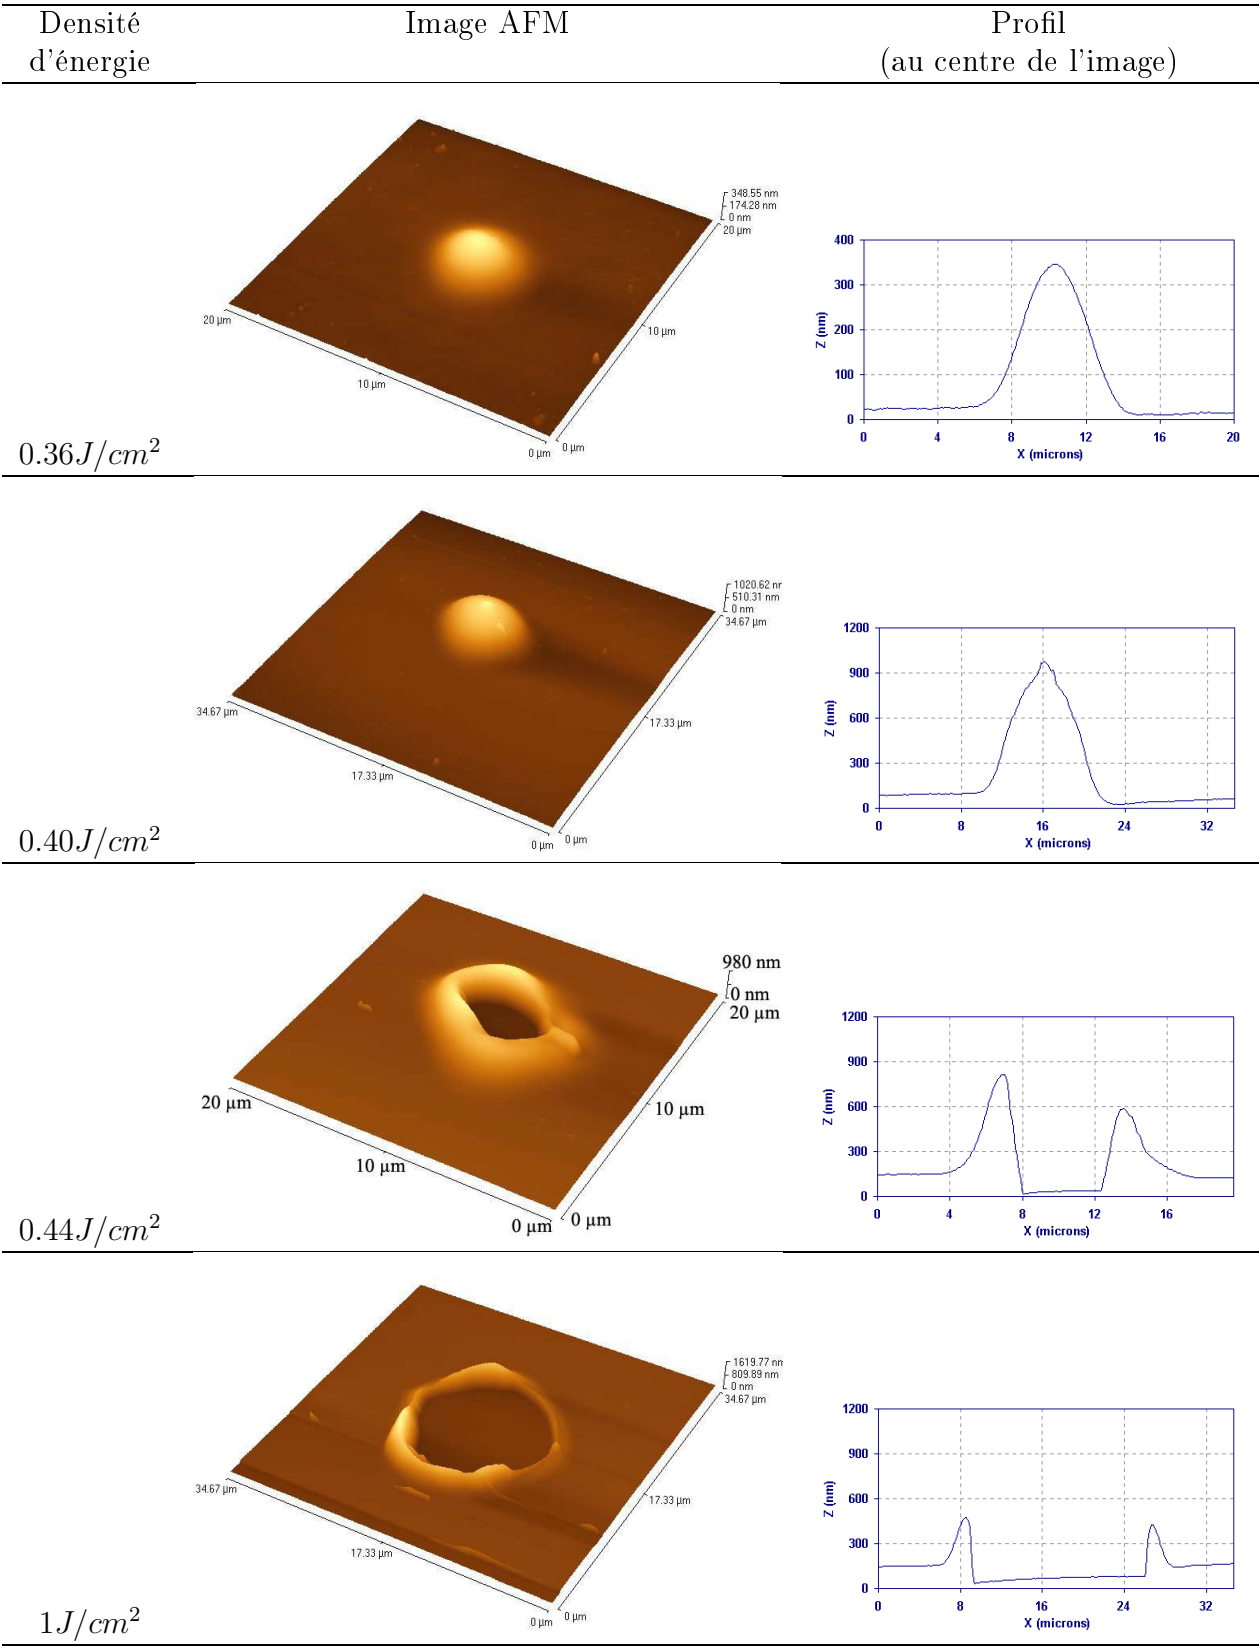 Densité
d'énergie
Image AFM
Profil
(au centre de l'image)
348.55 nm
174.28 nm
0 nm
20 µm
20 µm
10 µm
10 µm
0 µm
0 µm
400
300
200
100
0
Z (nm)
0 4 8 12 16 20
X (microns)
0.36J/cm²
1020.62 nr
510.31 nm
0 nm
34.67 µm
34.67 µm
17.33 µm
17.33 µm
0 µm
0 µm
1200
900
600
300
0
Z (nm)
0 8 16 24 32
X (microns)
0.40J/cm²
980 nm
0 nm
20 µm
20 µm
10 µm
10 µm
0 µm
0 µm
1200
900
600
300
0
Z (nm)
0 4 8 12 16
X (microns)
0.44J/cm²
1619.77 nm
809.89 nm
0 nm
34.67 µm
34.67 µm
17.33 µm
17.33 µm
0 µm
0 µm
1200
900
600
300
0
Z (nm)
0 8 16 24 32
X (microns)
1J/cm²